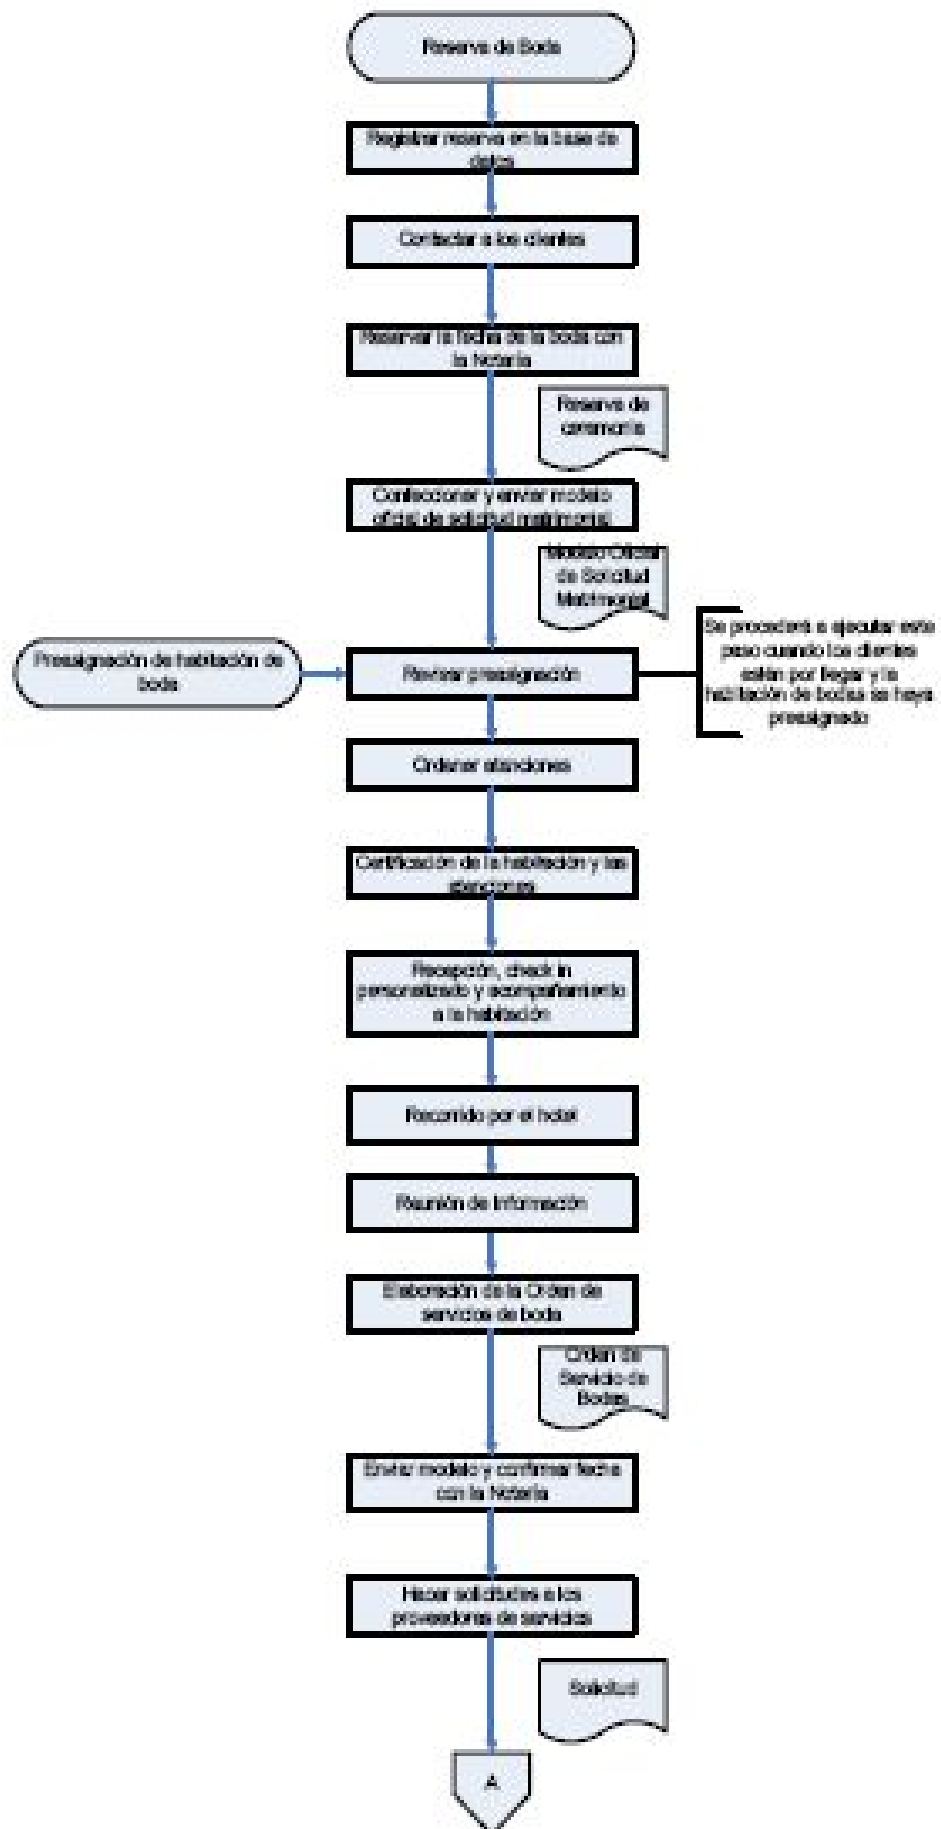 Reserva de Boda
Registrar reserva en la base de
datos
Contactar a los clientes
Reservar la fecha de la boda con
la Notaría
Reserva de
ceremonia
Confeccionar y enviar modelo
oficial de solicitud matrimonial
Modelo Oficial
de Solicitud
Matrimonial
Preasignación de habitación de
boda
Revisar preasignación
Se procederá a ejecutar este
paso cuando los clientes
estén por llegar y la
habitación de bodas se haya
preasignado
Ordenar atenciones
Certificación de la habitación y las
atenciones
Recepción, check in
personalizado y acompañamiento
a la habitación
Recorrido por el hotel
Reunión de Información
Elaboración de la Orden de
servicios de boda
Orden de
Servicio de
Bodas
Enviar modelo y confirmar fecha
con la Notaría
Hacer solicitudes a los
proveedores de servicios
Solicitud
A